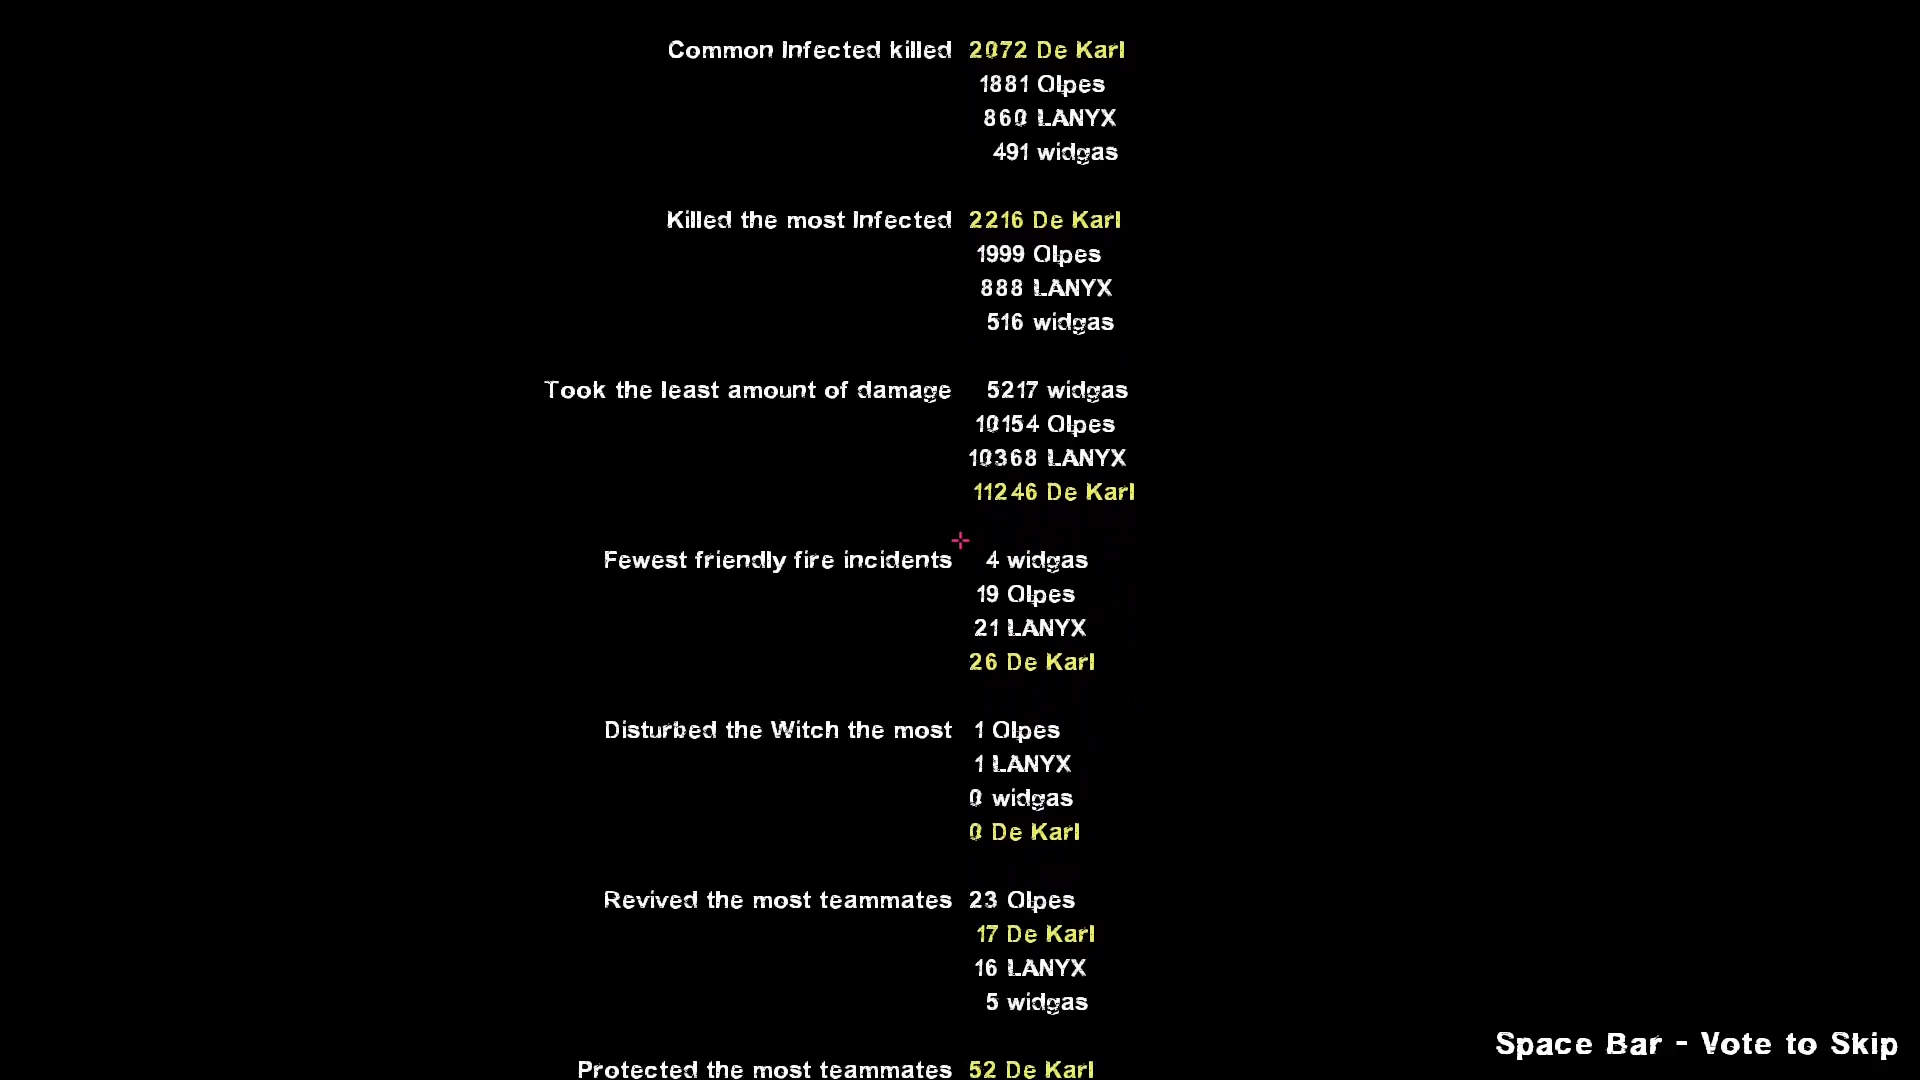 Common Infected killed 2072 De Karl
1881 Olpes
860 LANYX
491 widgas
Killed the most Infected 2216 De Karl
1999 Olpes
888 LANYX
516 widgas
Took the least amount of damage 5217 widgas
10154 Olpes
10368 LANYX
11246 De Karl
Fewest friendly fire incidents 4 widgas
19 Olpes
21 LANYX
26 De Karl
Disturbed the Witch the most 1 Olpes
1 LANYX
0 widgas
0 De Karl
Revived the most teammates 23 Olpes
17 De Karl
16 LANYX
5 widgas
Protected the most teammates 52 De Karl
Space Bar - Vote to Skip